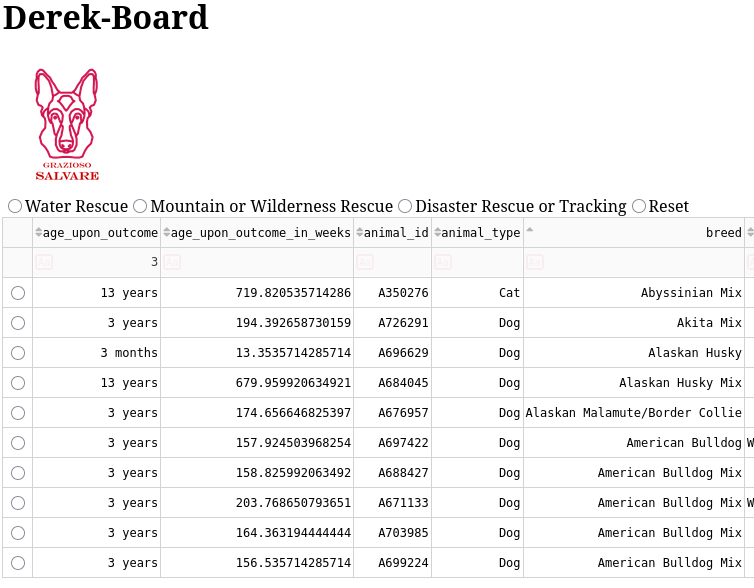 Derek-Board
GRAZIOSO
SALVARE
Water Rescue Mountain or Wilderness Rescue Disaster Rescue or Tracking Reset
age_upon_outcome age_upon_outcome_in_weeks animal_id animal_type breed
3
13 years 719.820535714286 A350276 Cat Abyssinian Mix
3 years 194.392658730159 A726291 Dog Akita Mix
3 months 13.3535714285714 A696629 Dog Alaskan Husky
13 years 679.959920634921 A684045 Dog Alaskan Husky Mix
3 years 174.656646825397 A676957 Dog Alaskan Malamute/Border Collie
3 years 157.924503968254 A697422 Dog American Bulldog W
3 years 158.825992063492 A688427 Dog American Bulldog Mix
3 years 203.768650793651 A671133 Dog American Bulldog Mix W
3 years 164.363194444444 A703985 Dog American Bulldog Mix
3 years 156.535714285714 A699224 Dog American Bulldog Mix